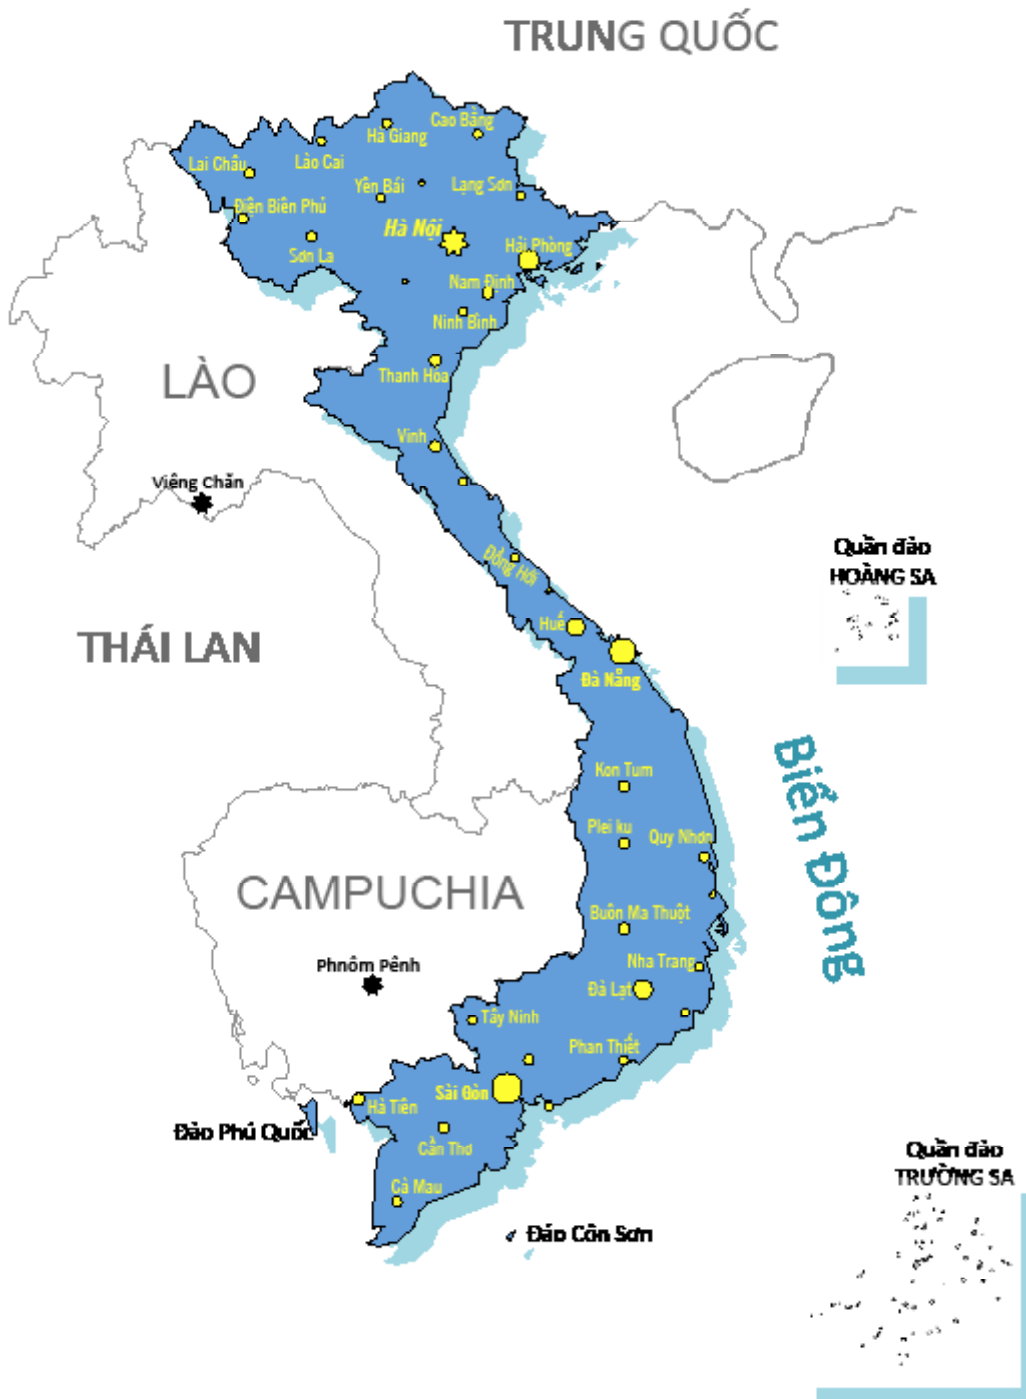 TRUNG QUỐC
Cao Bằng
Hà Giang
Lào Cai
Lai Châu
Yên Bái
Lạng Sơn
Điện Biên Phủ
Hà Nội
Hải Phòng
Sơn La
Nam Định
Ninh Bình
Thanh Hóa
LÀO
Vinh
Viêng Chăn
Quần đảo
HOÀNG SA
Đồng Hới
Huế
THÁI LAN
Đà Nẵng
Biển Đông
Kon Tum
Plei ku
Quy Nhơn
CAMPUCHIA
Buôn Ma Thuột
Nha Trang
Phnôm Pênh
Đà Lạt
Tây Ninh
Phan Thiết
Sài Gòn
Hà Tiên
Đảo Phú Quốc
Cần Thơ
Quần đảo
TRƯỜNG SA
Cà Mau
Đảo Côn Sơn